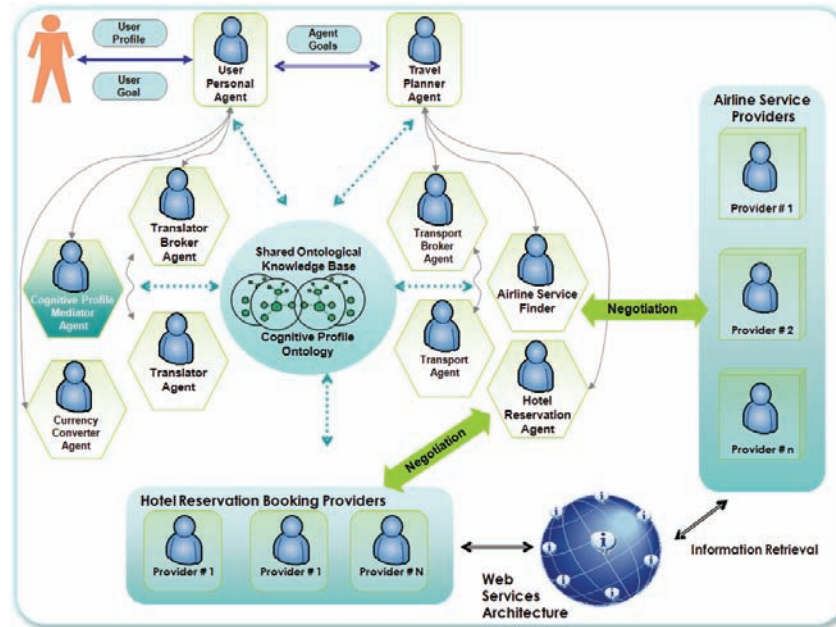 User
Profile
User
Goal
User
Personal
Agent
Agent
Goals
Travel
Planner
Agent
Airline Service
Providers
Provider # 1
Provider # 2
Provider # n
Translator
Broker
Agent
Cognitive Profile
Mediator
Agent
Translator
Agent
Currency
Converter
Agent
Shared Ontological
Knowledge Base
Cognitive Profile
Ontology
Transport
Broker
Agent
Airline Service
Finder
Transport
Agent
Hotel
Reservation
Agent
Negotiation
Negotiation
Hotel Reservation Booking Providers
Provider # 1
Provider # 1
Provider # N
Web
Services
Architecture
Information Retrieval